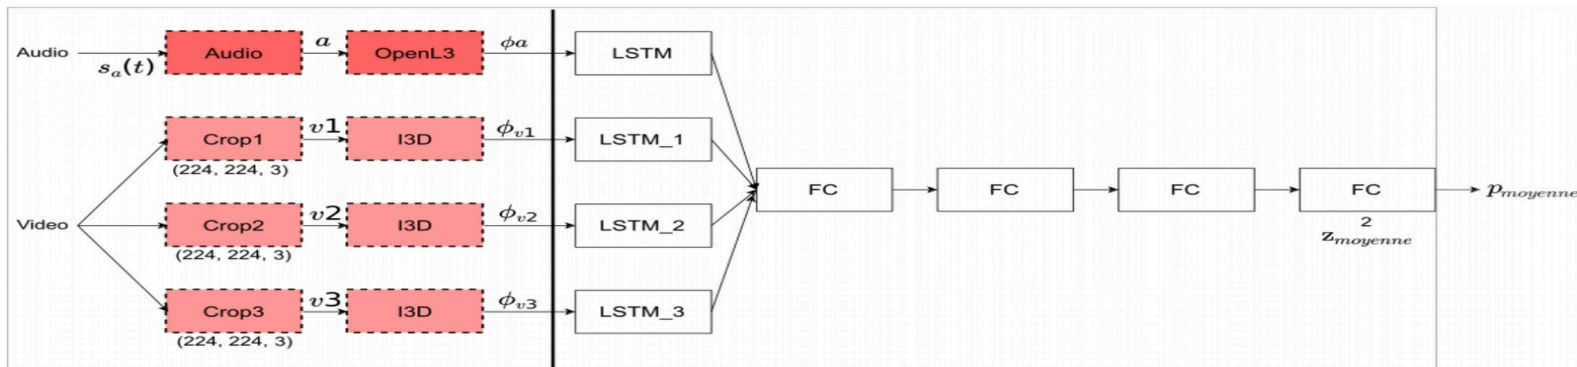 Audio
s_a(t)
Audio
a
OpenL3
ϕa
LSTM
Crop1
(224, 224, 3)
v1
I3D
ϕ_v1
LSTM_1
Video
Crop2
(224, 224, 3)
v2
I3D
ϕ_v2
LSTM_2
Crop3
(224, 224, 3)
v3
I3D
ϕ_v3
LSTM_3
FC
FC
FC
FC
2
z_moyenne
p_moyenne